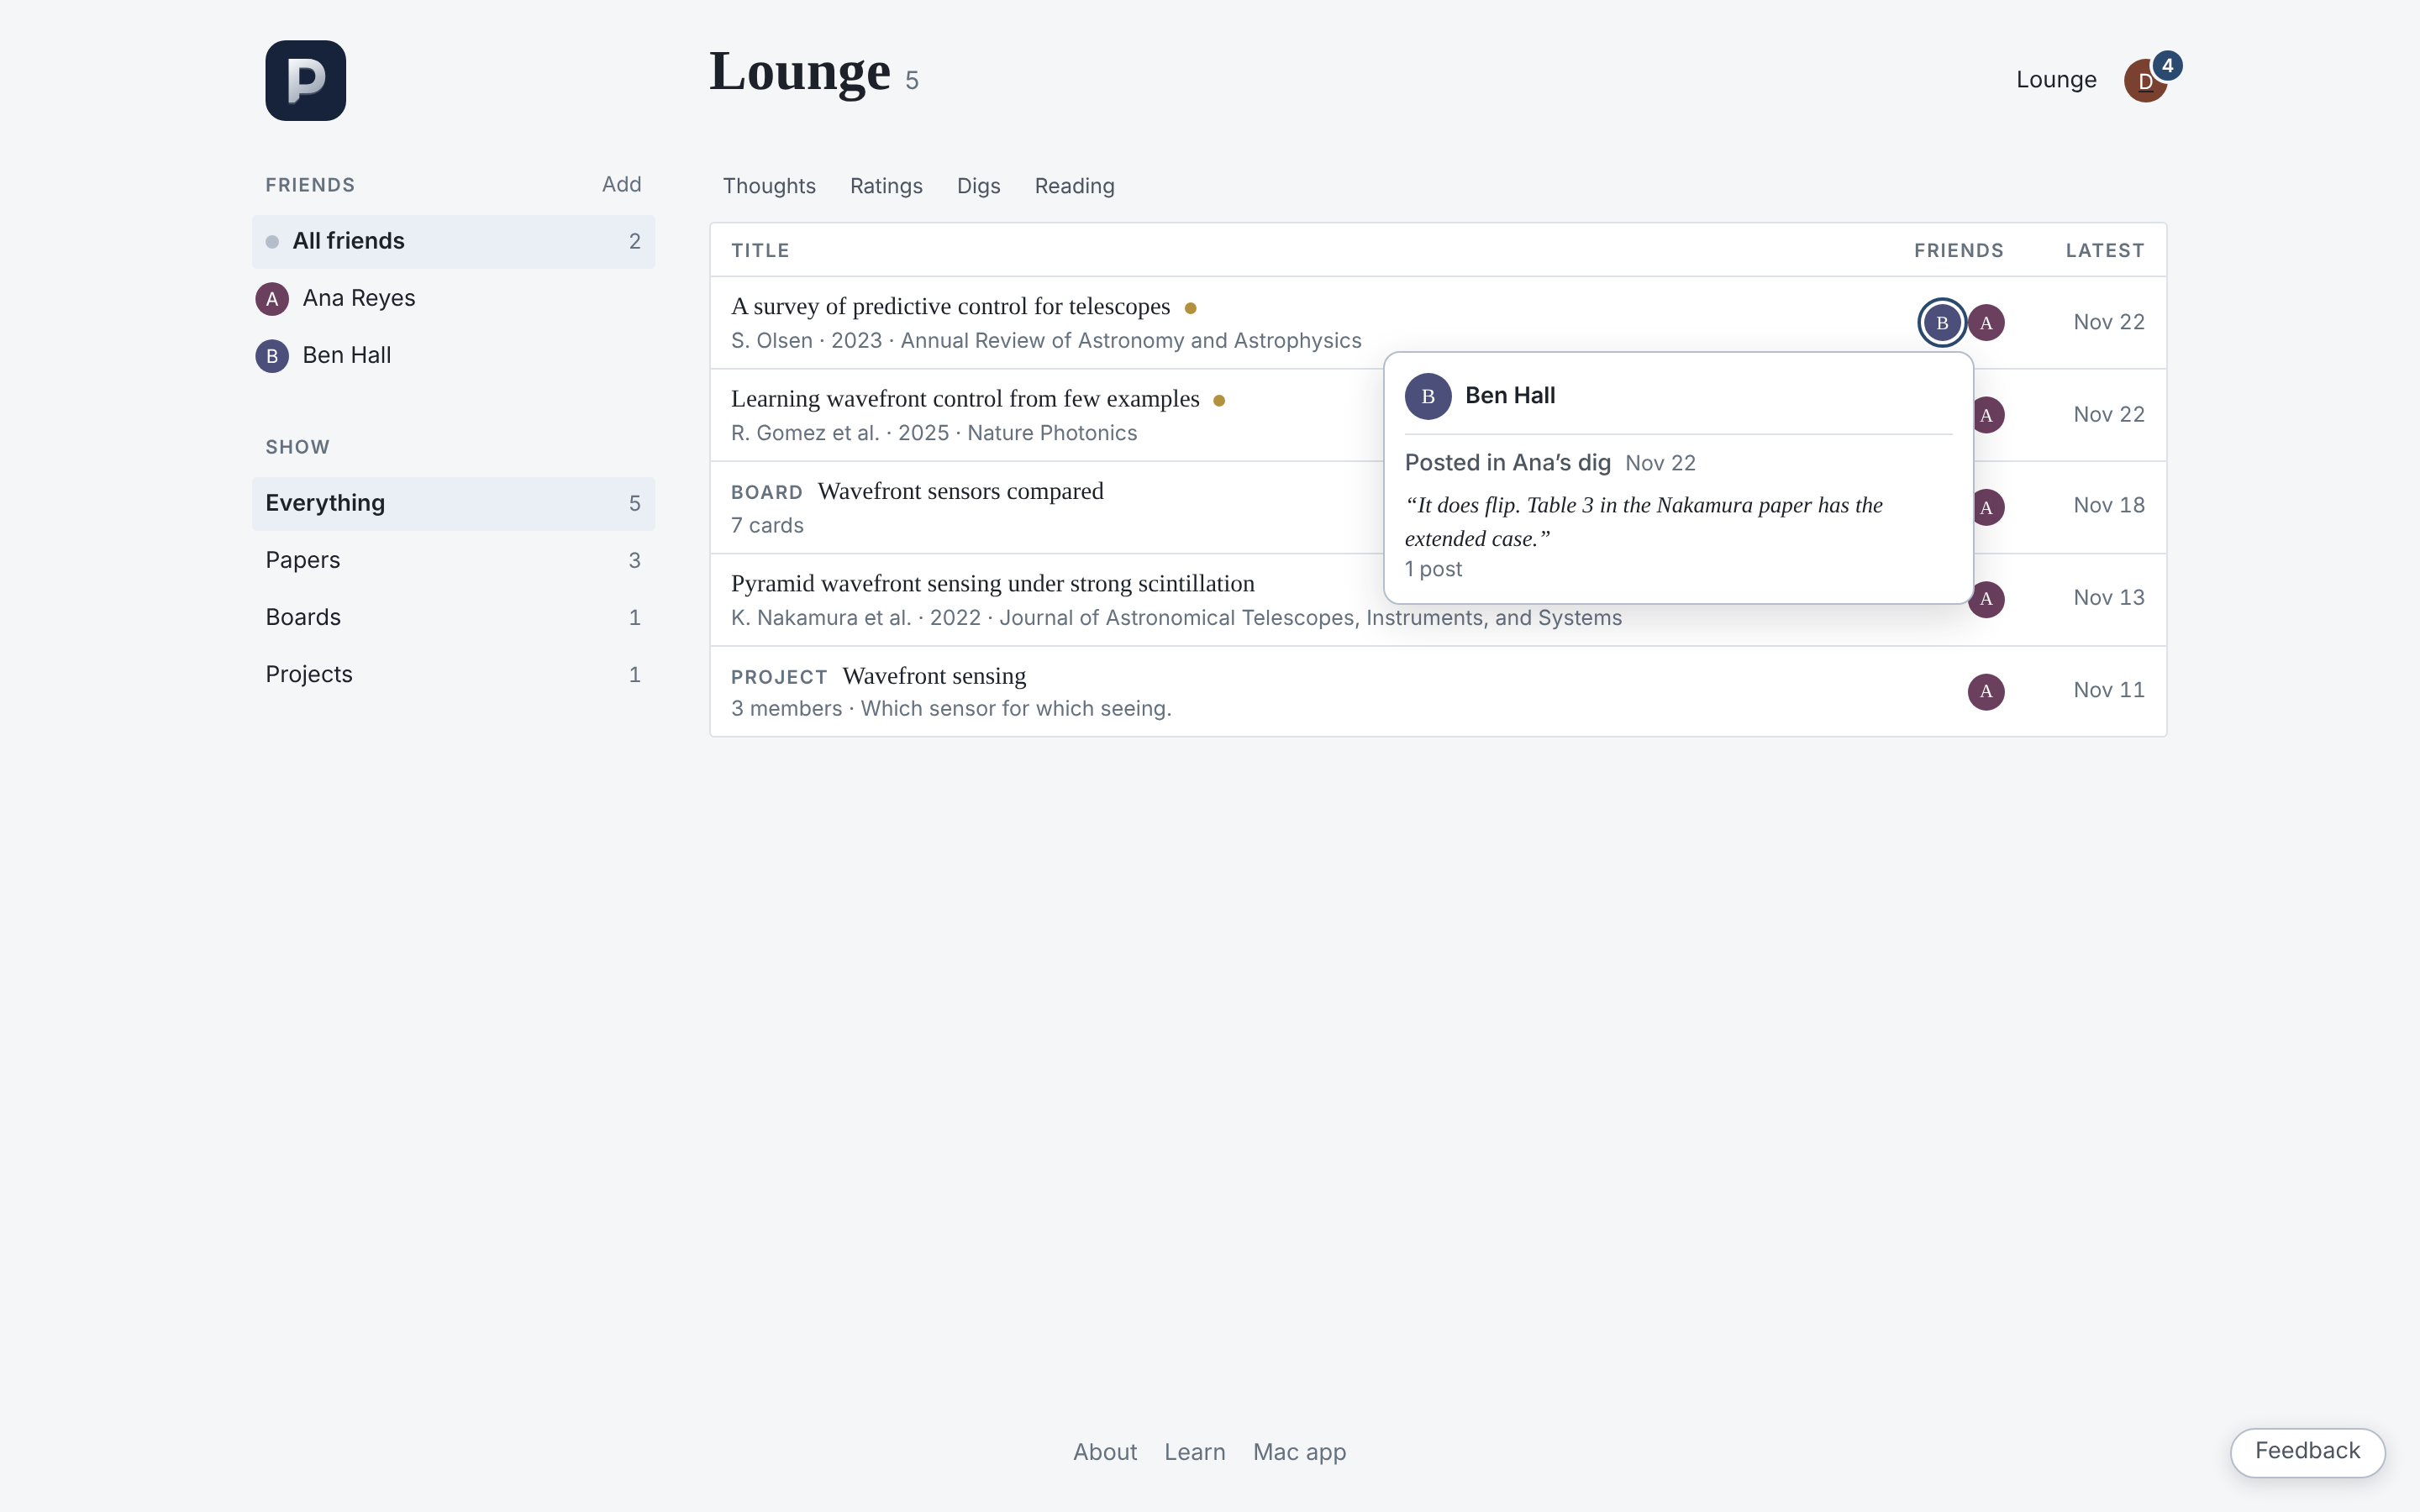 P
Lounge 5
Lounge D 4
FRIENDS Add
All friends 2
A Ana Reyes
B Ben Hall
SHOW
Everything 5
Papers 3
Boards 1
Projects 1
Thoughts Ratings Digs Reading
TITLE FRIENDS LATEST
A survey of predictive control for telescopes
S. Olsen · 2023 · Annual Review of Astronomy and Astrophysics
B A Nov 22
Learning wavefront control from few examples
R. Gomez et al. · 2025 · Nature Photonics
A Nov 22
BOARD Wavefront sensors compared
7 cards
A Nov 18
Pyramid wavefront sensing under strong scintillation
K. Nakamura et al. · 2022 · Journal of Astronomical Telescopes, Instruments, and Systems
A Nov 13
PROJECT Wavefront sensing
3 members · Which sensor for which seeing.
A Nov 11
B Ben Hall
Posted in Ana’s dig Nov 22
“It does flip. Table 3 in the Nakamura paper has the
extended case.”
1 post
About Learn Mac app
Feedback